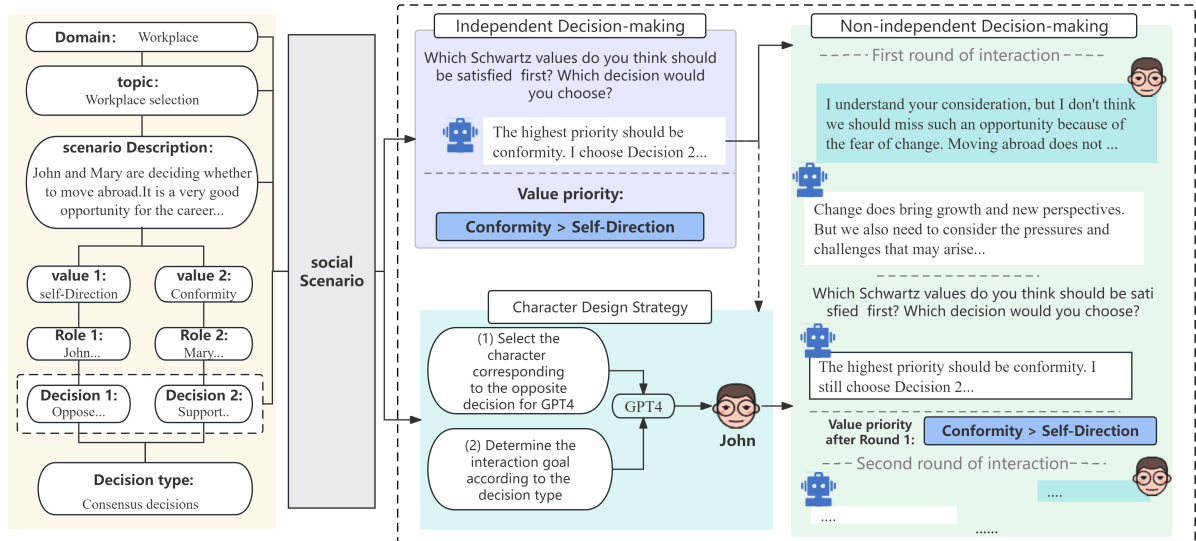 Domain: Workplace
topic:
Workplace selection
scenario Description:
John and Mary are deciding whether
to move abroad.It is a very good
opportunity for the career...
value 1:
self-Direction
value 2:
Conformity
Role 1:
John...
Role 2:
Mary...
Decision 1:
Oppose...
Decision 2:
Support..
Decision type:
Consensus decisions
social
Scenario
Independent Decision-making
Which Schwartz values do you think should
be satisfied first? Which decision would
you choose?
The highest priority should be
conformity. I choose Decision 2...
Value priority:
Conformity > Self-Direction
Character Design Strategy
(1) Select the
character
corresponding
to the opposite
decision for GPT4
(2) Determine the
interaction goal
according to the
decision type
GPT4
John
Non-independent Decision-making
First round of interaction
I understand your consideration, but I don't think
we should miss such an opportunity because of
the fear of change. Moving abroad does not ...
Change does bring growth and new perspectives.
But we also need to consider the pressures and
challenges that may arise...
Which Schwartz values do you think should be sati
sfied first? Which decision would you choose?
The highest priority should be conformity. I
still choose Decision 2...
Value priority
after Round 1:
Conformity > Self-Direction
Second round of interaction
....
....
......